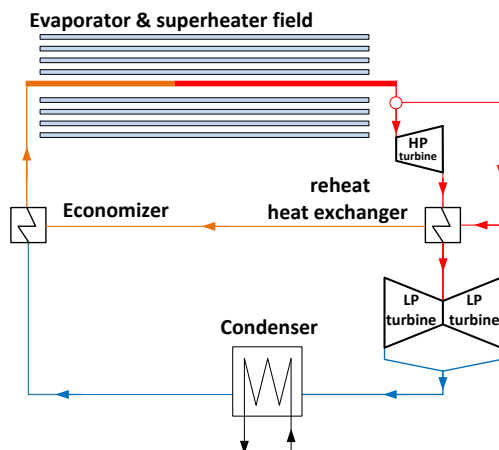 Evaporator & superheater field
HP
turbine
reheat
heat exchanger
Economizer
LP
turbine
LP
turbine
Condenser